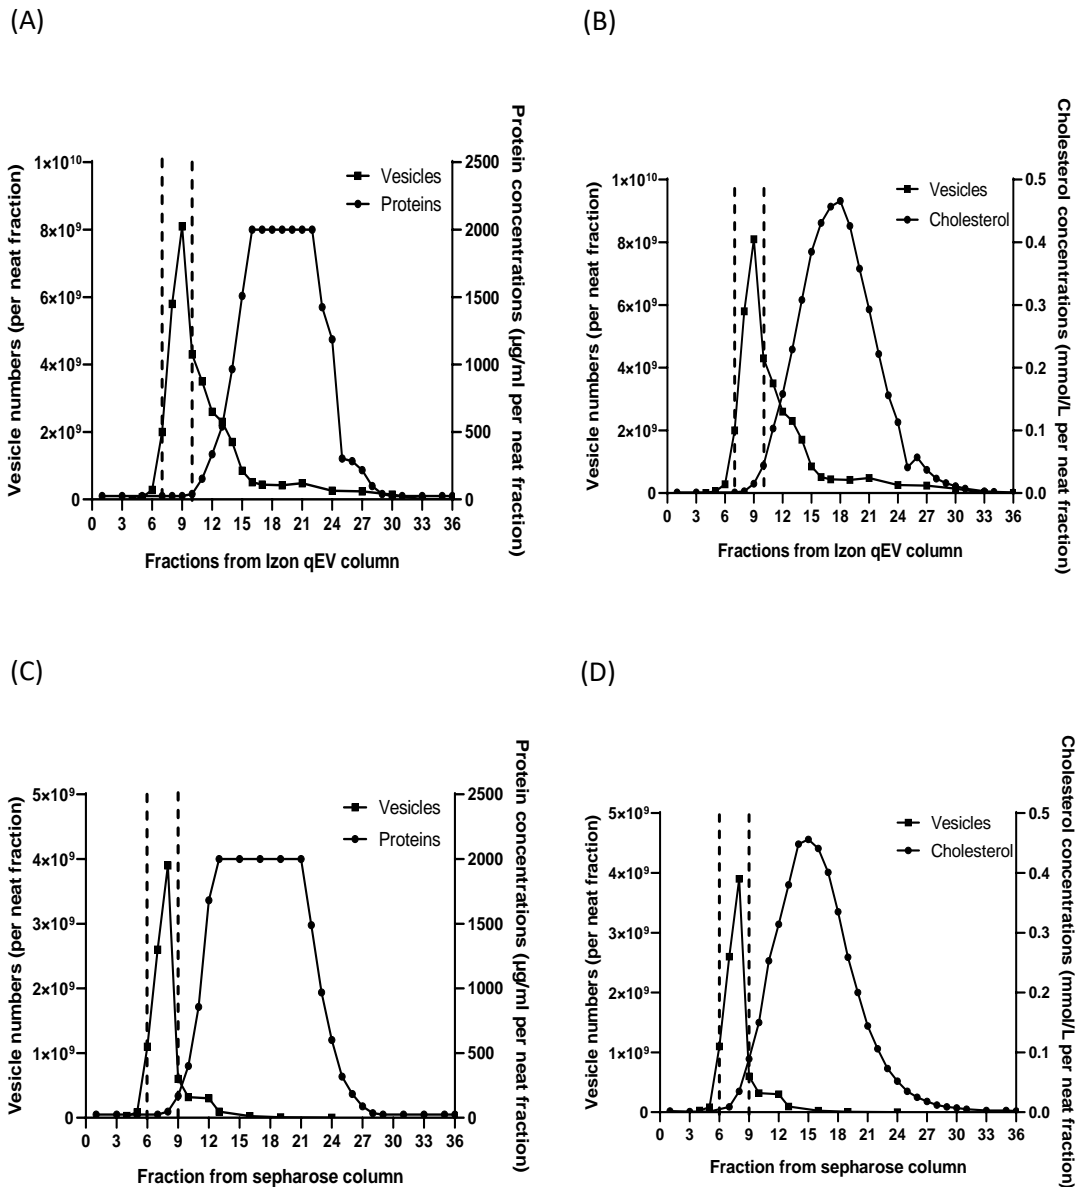 (A)
Vesicle numbers (per neat fraction)
1×10¹⁰
8×10⁹
6×10⁹
4×10⁹
2×10⁹
0
Vesicles
Proteins
2500
2000
1500
1000
500
0
Protein concentrations (µg/ml per neat fraction)
0 3 6 9 12 15 18 21 24 27 30 33 36
Fractions from Izon qEV column
(B)
Vesicle numbers (per neat fraction)
1×10¹⁰
8×10⁹
6×10⁹
4×10⁹
2×10⁹
0
Vesicles
Cholesterol
0.5
0.4
0.3
0.2
0.1
0.0
Cholesterol concentrations (mmol/L per neat fraction)
0 3 6 9 12 15 18 21 24 27 30 33 36
Fractions from Izon qEV column
(C)
Vesicle numbers (per neat fraction)
5×10⁹
4×10⁹
3×10⁹
2×10⁹
1×10⁹
0
Vesicles
Proteins
2500
2000
1500
1000
500
0
Protein concentrations (µg/ml per neat fraction)
0 3 6 9 12 15 18 21 24 27 30 33 36
Fraction from sepharose column
(D)
Vesicle numbers (per neat fraction)
5×10⁹
4×10⁹
3×10⁹
2×10⁹
1×10⁹
0
Vesicles
Cholesterol
0.5
0.4
0.3
0.2
0.1
0.0
Cholesterol concentrations (mmol/L per neat fraction)
0 3 6 9 12 15 18 21 24 27 30 33 36
Fraction from sepharose column